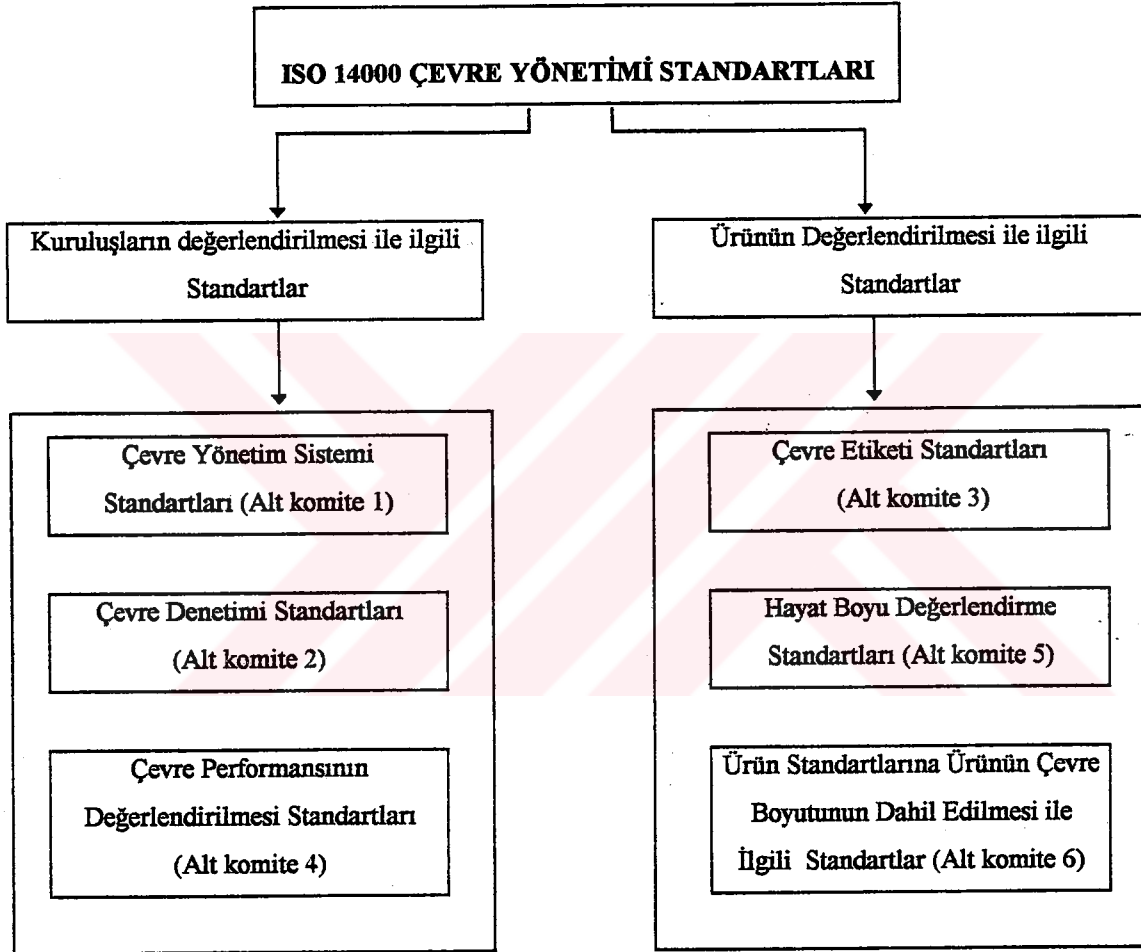 ISO 14000 ÇEVRE YÖNETİMİ STANDARTLARI
Kuruluşların değerlendirilmesi ile ilgili
Standartlar
Ürünün Değerlendirilmesi ile ilgili
Standartlar
Çevre Yönetim Sistemi
Standartları (Alt komite 1)
Çevre Denetimi Standartları
(Alt komite 2)
Çevre Performansının
Değerlendirilmesi Standartları
(Alt komite 4)
Çevre Etiketi Standartları
(Alt komite 3)
Hayat Boyu Değerlendirme
Standartları (Alt komite 5)
Ürün Standartlarına Ürünün Çevre
Boyutunun Dahil Edilmesi ile
İlgili Standartlar (Alt komite 6)